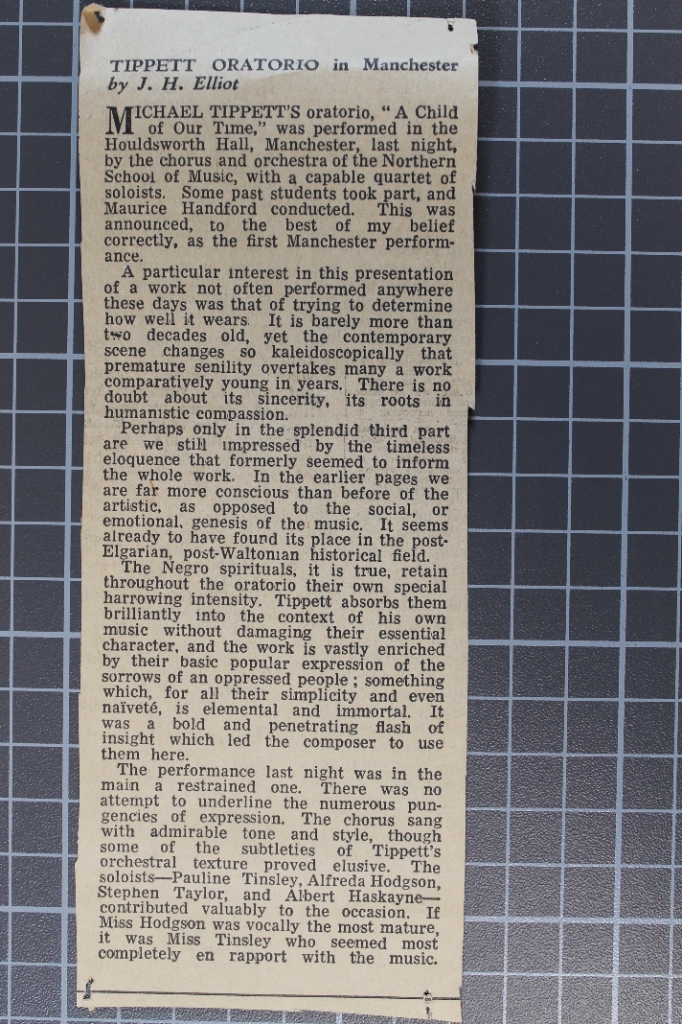 TIPPETT ORATORIO in Manchester
by J. H. Elliot
MICHAEL TIPPETT'S oratorio, "A Child
of Our Time," was performed in the
Houldsworth Hall, Manchester, last night,
by the chorus and orchestra of the Northern
School of Music, with a capable quartet of
soloists. Some past students took part, and
Maurice Handford conducted. This was
announced, to the best of my belief
correctly, as the first Manchester perform-
ance.
A particular interest in this presentation
of a work not often performed anywhere
these days was that of trying to determine
how well it wears. It is barely more than
two decades old, yet the contemporary
scene changes so kaleidoscopically that
premature senility overtakes many a work
comparatively young in years. There is no
doubt about its sincerity, its roots in
humanistic compassion.
Perhaps only in the splendid third part
are we still impressed by the timeless
eloquence that formerly seemed to inform
the whole work. In the earlier pages we
are far more conscious than before of the
artistic, as opposed to the social, or
emotional, genesis of the music. It seems
already to have found its place in the post-
Elgarian, post-Waltonian historical field.
The Negro spirituals, it is true, retain
throughout the oratorio their own special
harrowing intensity. Tippett absorbs them
brilliantly into the context of his own
music without damaging their essential
character, and the work is vastly enriched
by their basic popular expression of the
sorrows of an oppressed people; something
which, for all their simplicity and even
naïveté, is elemental and immortal. It
was a bold and penetrating flash of
insight which led the composer to use
them here.
The performance last night was in the
main a restrained one. There was no
attempt to underline the numerous pun-
gencies of expression. The chorus sang
with admirable tone and style, though
some of the subtleties of Tippett's
orchestral texture proved elusive. The
soloists—Pauline Tinsley, Alfreda Hodgson,
Stephen Taylor, and Albert Haskayne—
contributed valuably to the occasion. If
Miss Hodgson was vocally the most mature,
it was Miss Tinsley who seemed most
completely en rapport with the music.